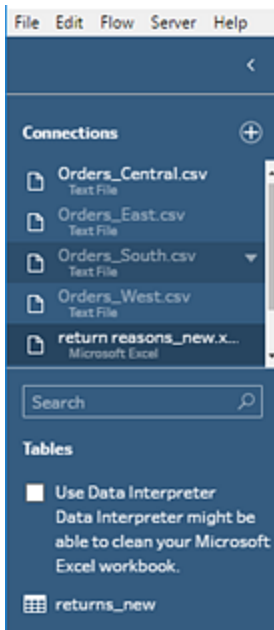 File Edit Flow Server Help
Connections
Orders_Central.csv
Text File
Orders_East.csv
Text File
Orders_South.csv
Text File
Orders_West.csv
Text File
return reasons_new.x...
Microsoft Excel
Search
Tables
Use Data Interpreter
Data Interpreter might be
able to clean your Microsoft
Excel workbook.
returns_new